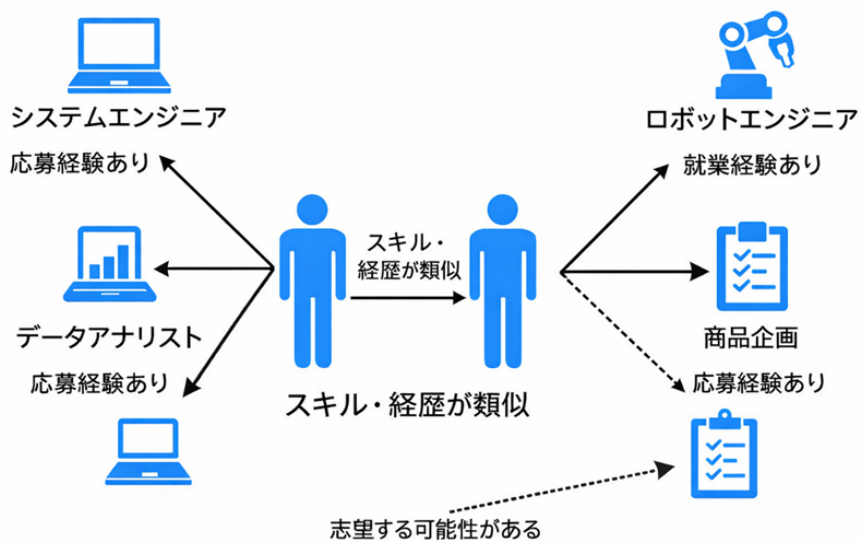 システムエンジニア
応募経験あり
データアナリスト
応募経験あり
スキル・
経歴が類似
スキル・経歴が類似
ロボットエンジニア
就業経験あり
商品企画
応募経験あり
志望する可能性がある